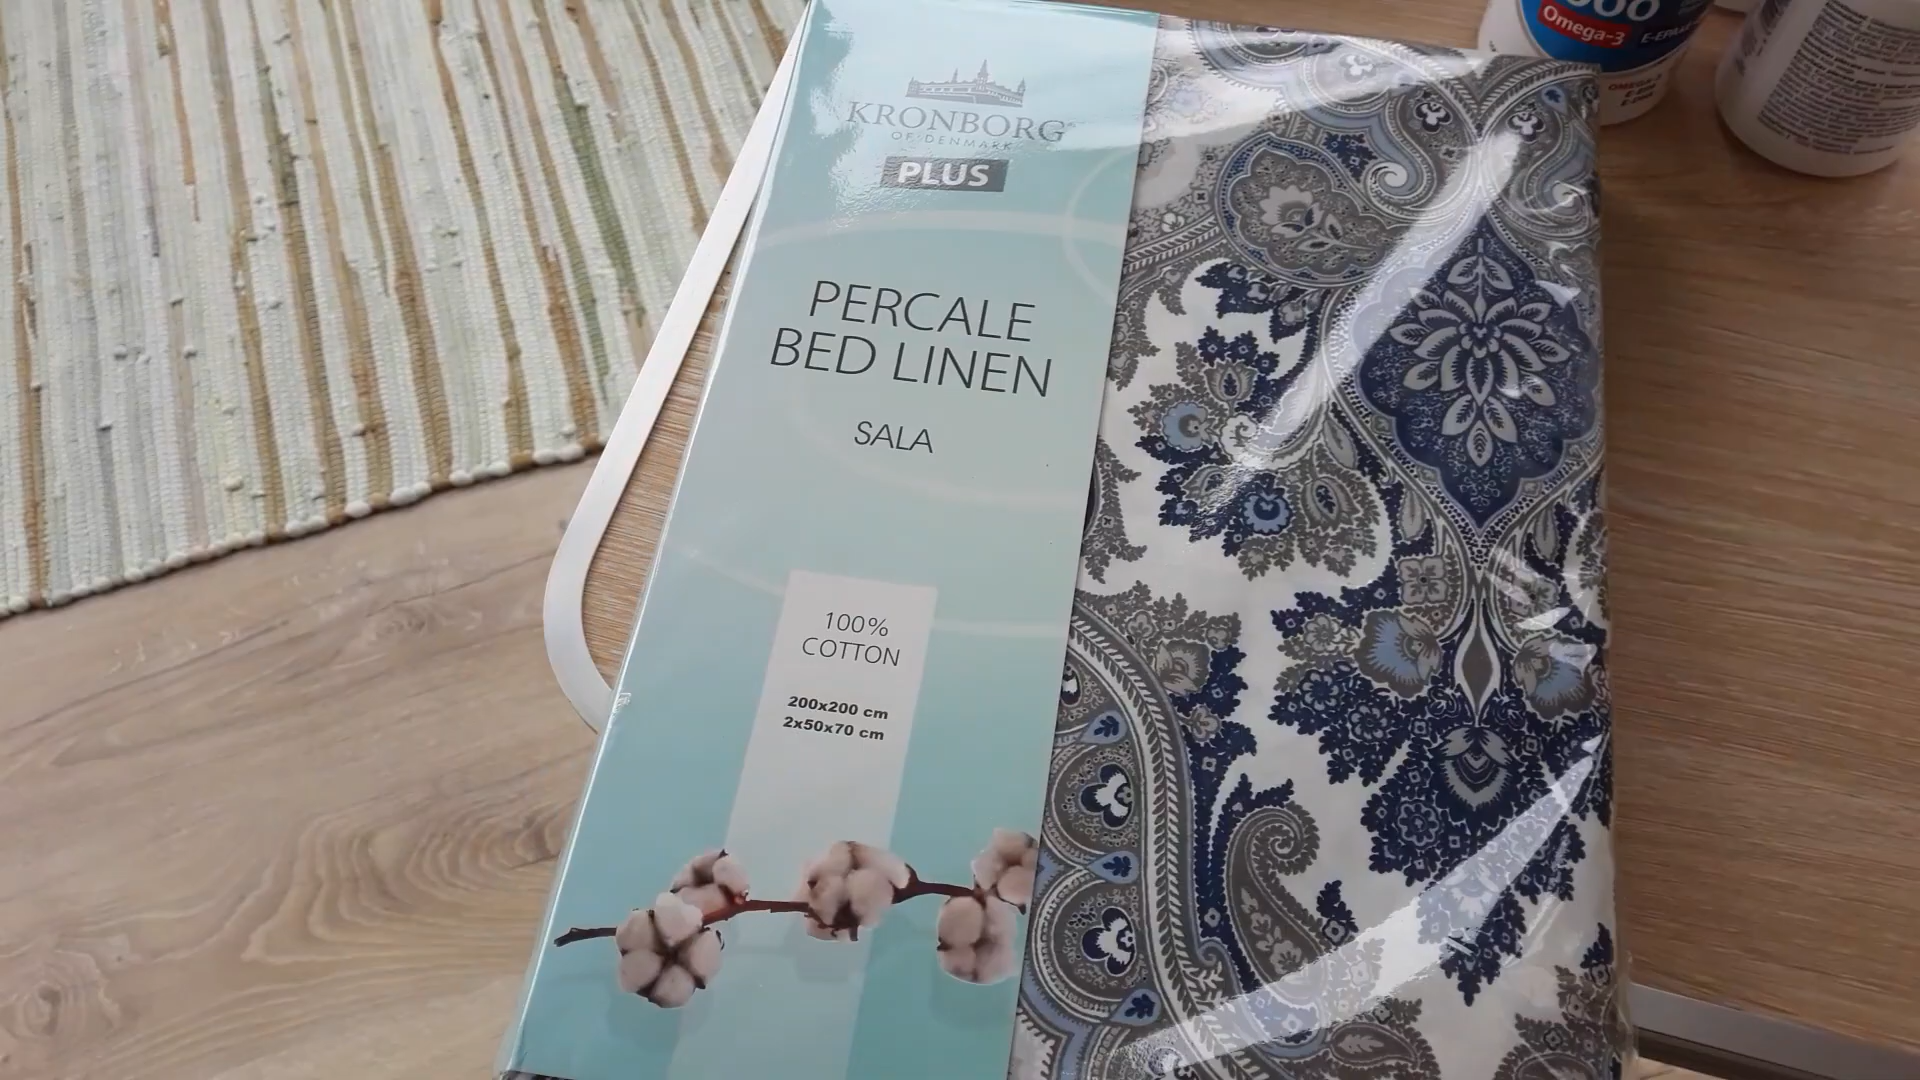 KRONBORG
OF DENMARK
PLUS
PERCALE
BED LINEN
SALA
100%
COTTON
200x200 cm
2x50x70 cm
Omega-3